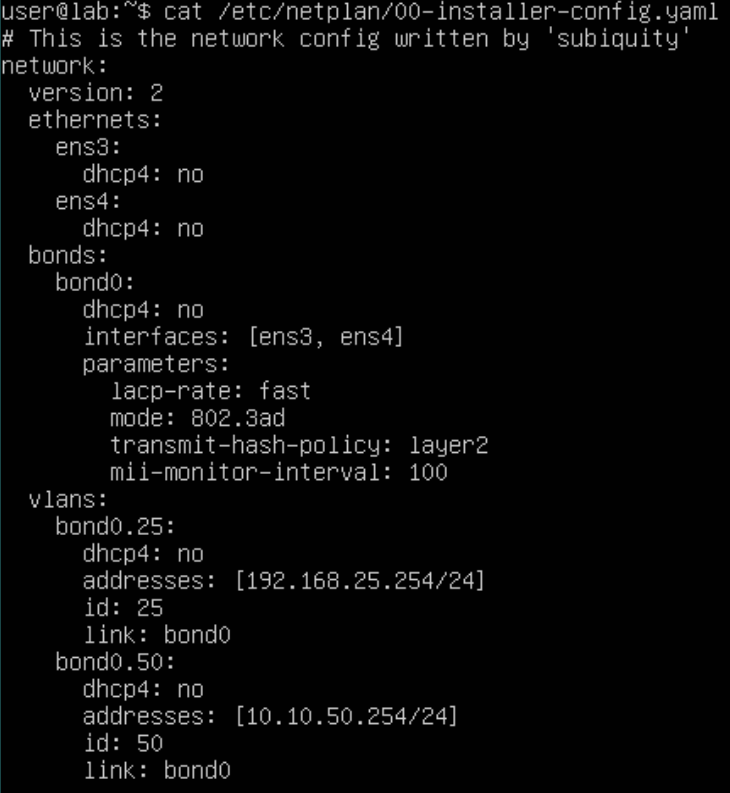 user@lab:~$ cat /etc/netplan/00-installer-config.yaml
# This is the network config written by 'subiquity'
network:
  version: 2
  ethernets:
    ens3:
      dhcp4: no
    ens4:
      dhcp4: no
  bonds:
    bond0:
      dhcp4: no
      interfaces: [ens3, ens4]
      parameters:
        lacp-rate: fast
        mode: 802.3ad
        transmit-hash-policy: layer2
        mii-monitor-interval: 100
  vlans:
    bond0.25:
      dhcp4: no
      addresses: [192.168.25.254/24]
      id: 25
      link: bond0
    bond0.50:
      dhcp4: no
      addresses: [10.10.50.254/24]
      id: 50
      link: bond0